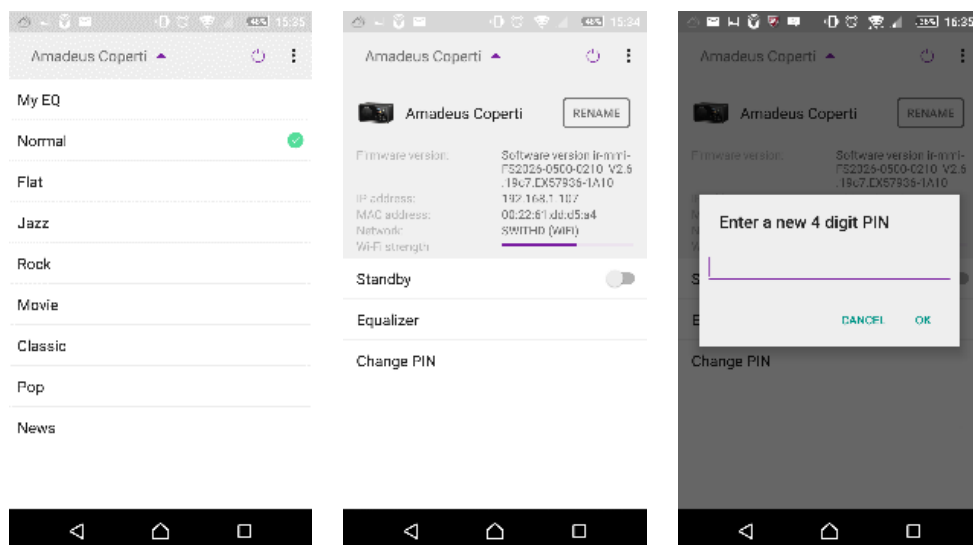 46% 15:35
Amadeus Coperti
My EQ
Normal
Flat
Jazz
Rock
Movie
Classic
Pop
News
46% 15:34
Amadeus Coperti
Amadeus Coperti RENAME
Firmware version: Software version ir-mmi-
FS2026-0500-0210_V2.6
.19c7.EX57936-1A10
IP address: 192.168.1.107
MAC address: 00:22:61:dd:d5:a4
Network: SWITHD (WiFi)
Wi-Fi strength
Standby
Equalizer
Change PIN
16:35
Amadeus Coperti
Amadeus Coperti RENAME
Firmware version: Software version ir-mmi-
FS2026-0500-0210_V2.6
.19c7.EX57936-1A10
Enter a new 4 digit PIN
CANCEL OK
Change PIN